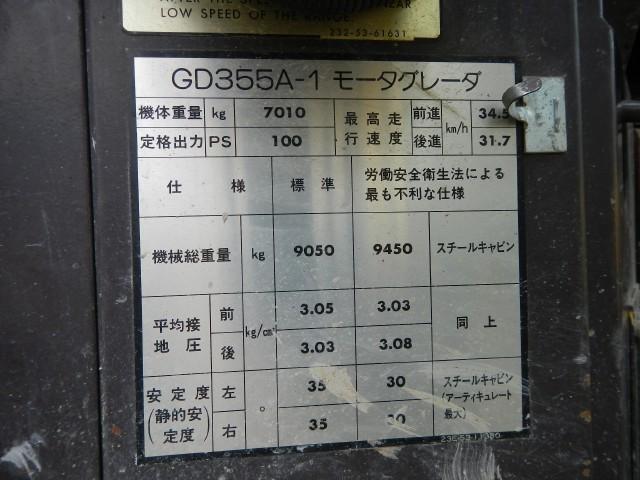 LOW SPEED OF THE RANGE.
232-53-61631
GD355A-1 モータグレーダ
機体重量 kg 7010 最高走行速度 前進 km/h 34.5
定格出力 PS 100 後進 31.7
仕様 標準 労働安全衛生法による
最も不利な仕様
機械総重量 kg 9050 9450 スチールキャビン
平均接地圧 前 kg/cm² 3.05 3.03 同上
後 3.03 3.08
安定度 左 ° 35 30 スチールキャビン
(静的安定度) 右 35 30 (アーティキュレート
最大)